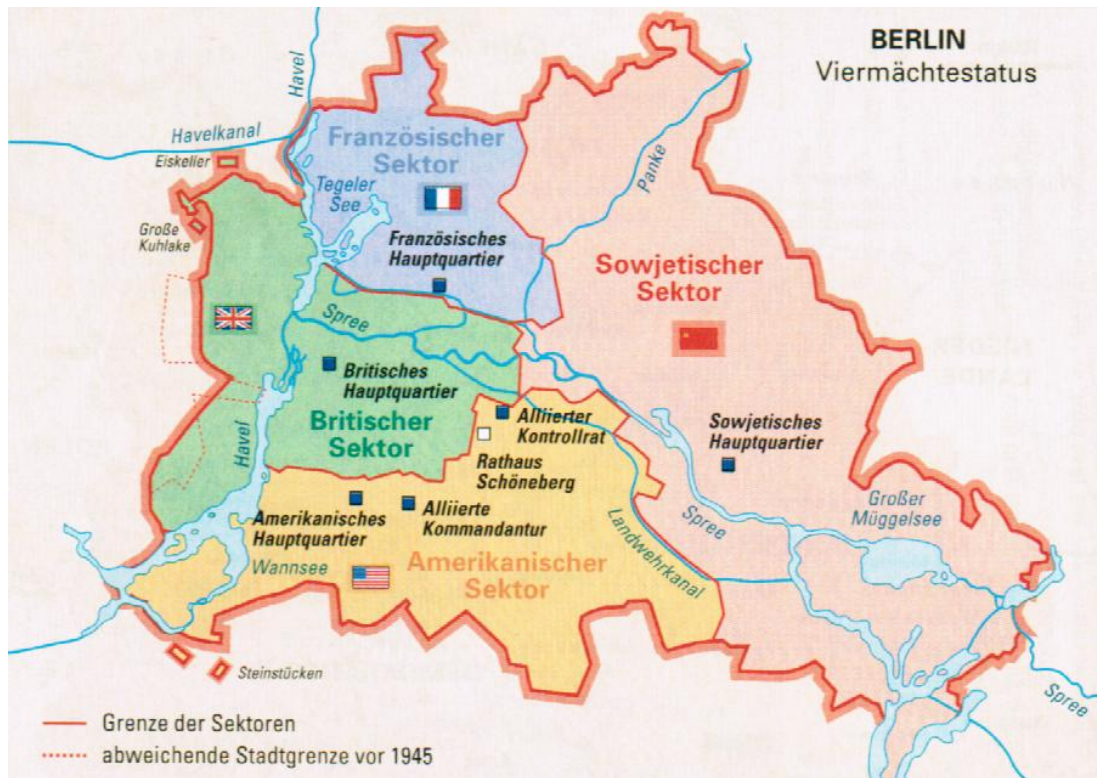 BERLIN
Viermächtestatus
Havel
Havelkanal
Eiskeller
Französischer
Sektor
Tegeler
See
Große
Kuhlake
Französisches
Hauptquartier
Panke
Sowjetischer
Sektor
Spree
Britisches
Hauptquartier
Britischer
Sektor
Havel
Alliierter
Kontrollrat
Rathaus
Schöneberg
Sowjetisches
Hauptquartier
Amerikanisches
Hauptquartier
Alliierte
Kommandantur
Wannsee
Amerikanischer
Sektor
Landwehrkanal
Spree
Großer
Müggelsee
Steinstücken
Spree
Grenze der Sektoren
abweichende Stadtgrenze vor 1945